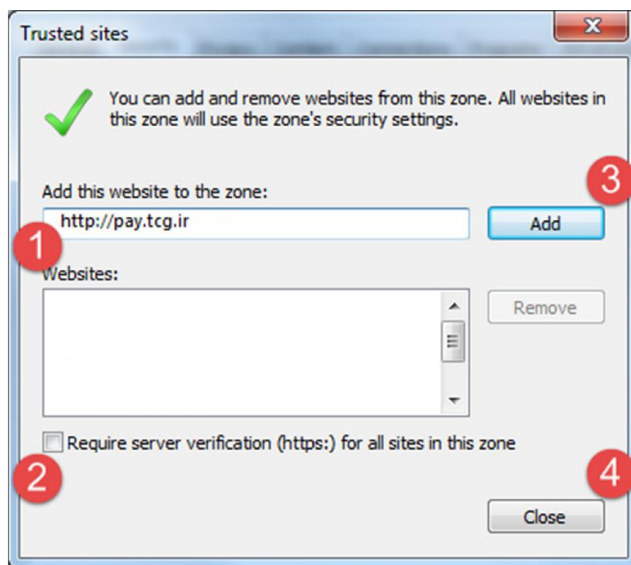 Trusted sites
You can add and remove websites from this zone. All websites in
this zone will use the zone's security settings.
3
Add this website to the zone:
http://pay.tcg.ir
Add
1
Websites:
Remove
Require server verification (https:) for all sites in this zone
2
4
Close